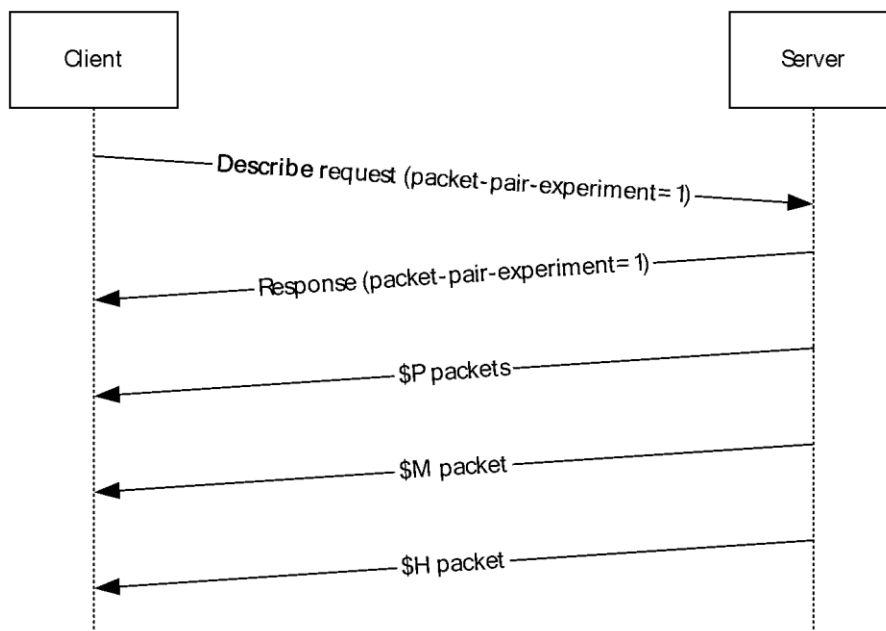 Client
Server
Describe request (packet-pair-experiment=1)
Response (packet-pair-experiment=1)
$P packets
$M packet
$H packet